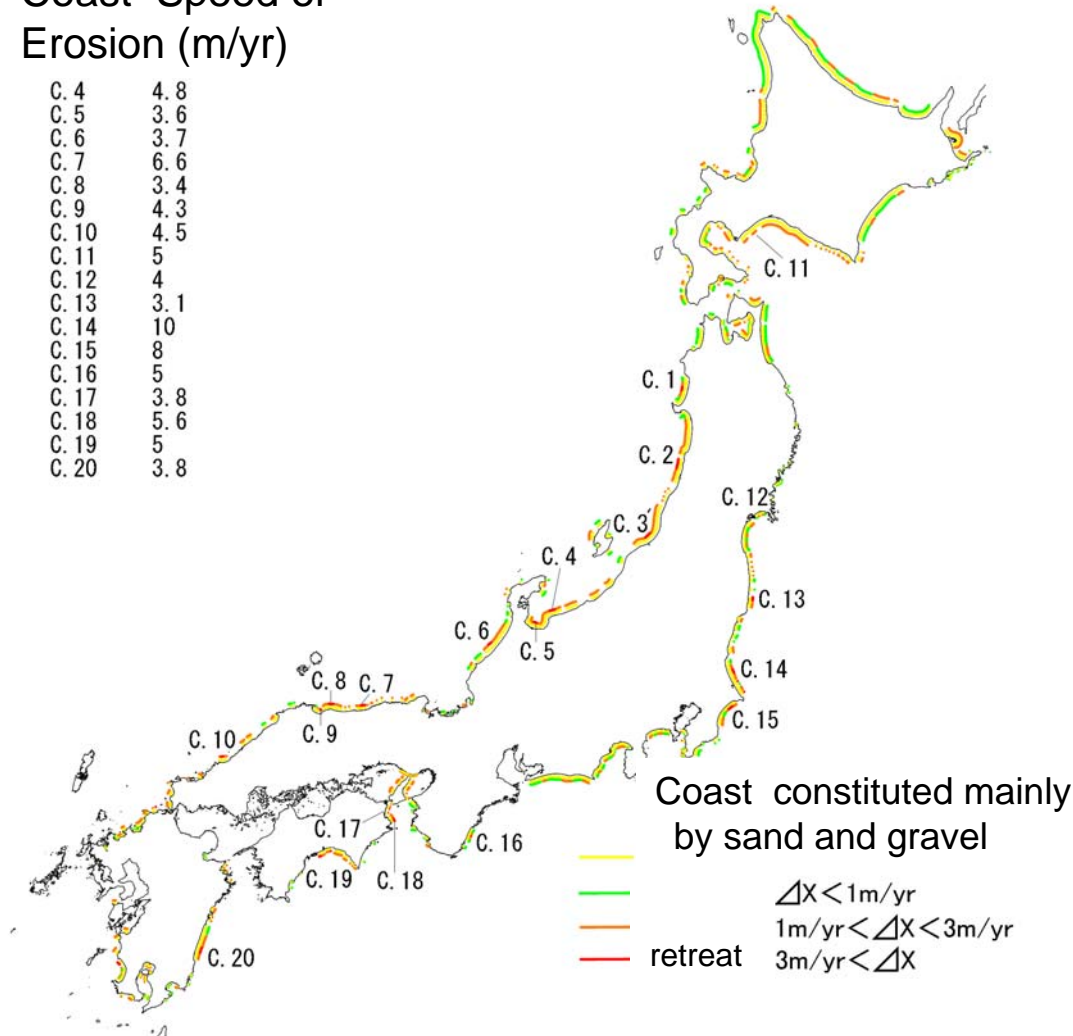 Erosion (m/yr)
C. 4 4. 8
C. 5 3. 6
C. 6 3. 7
C. 7 6. 6
C. 8 3. 4
C. 9 4. 3
C. 10 4. 5
C. 11 5
C. 12 4
C. 13 3. 1
C. 14 10
C. 15 8
C. 16 5
C. 17 3. 8
C. 18 5. 6
C. 19 5
C. 20 3. 8
C. 11
C. 1
C. 2
C. 12
C. 3
C. 4
C. 13
C. 6
C. 5
C. 14
C. 8 C. 7
C. 15
C. 9
C. 10
C. 17
C. 16
C. 19 C. 18
C. 20
Coast constituted mainly
by sand and gravel
⊿X<1m/yr
1m/yr<⊿X<3m/yr
retreat 3m/yr<⊿X